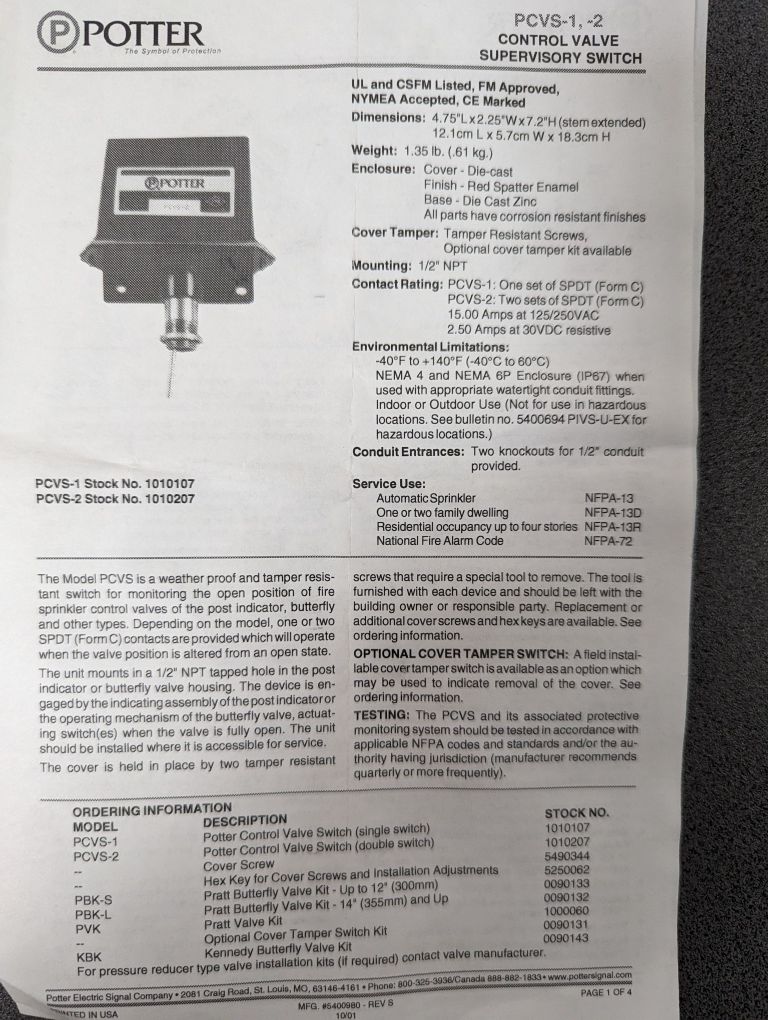 P POTTER
The Symbol of Protection
PCVS-1, -2
CONTROL VALVE
SUPERVISORY SWITCH
POTTER
PCVS-2
PCVS-1 Stock No. 1010107
PCVS-2 Stock No. 1010207
UL and CSFM Listed, FM Approved,
NYMEA Accepted, CE Marked
Dimensions: 4.75"L x 2.25"W x 7.2"H (stem extended)
12.1cm L x 5.7cm W x 18.3cm H
Weight: 1.35 lb. (.61 kg.)
Enclosure: Cover - Die-cast
Finish - Red Spatter Enamel
Base - Die Cast Zinc
All parts have corrosion resistant finishes
Cover Tamper: Tamper Resistant Screws,
Optional cover tamper kit available
Mounting: 1/2" NPT
Contact Rating: PCVS-1: One set of SPDT (Form C)
PCVS-2: Two sets of SPDT (Form C)
15.00 Amps at 125/250VAC
2.50 Amps at 30VDC resistive
Environmental Limitations:
-40°F to +140°F (-40°C to 60°C)
NEMA 4 and NEMA 6P Enclosure (IP67) when
used with appropriate watertight conduit fittings.
Indoor or Outdoor Use (Not for use in hazardous
locations. See bulletin no. 5400694 PIVS-U-EX for
hazardous locations.)
Conduit Entrances: Two knockouts for 1/2" conduit
provided.
Service Use:
Automatic Sprinkler NFPA-13
One or two family dwelling NFPA-13D
Residential occupancy up to four stories NFPA-13R
National Fire Alarm Code NFPA-72
The Model PCVS is a weather proof and tamper resis-
tant switch for monitoring the open position of fire
sprinkler control valves of the post indicator, butterfly
and other types. Depending on the model, one or two
SPDT (Form C) contacts are provided which will operate
when the valve position is altered from an open state.
The unit mounts in a 1/2" NPT tapped hole in the post
indicator or butterfly valve housing. The device is en-
gaged by the indicating assembly of the post indicator or
the operating mechanism of the butterfly valve, actuat-
ing switch(es) when the valve is fully open. The unit
should be installed where it is accessible for service.
The cover is held in place by two tamper resistant
screws that require a special tool to remove. The tool is
furnished with each device and should be left with the
building owner or responsible party. Replacement or
additional cover screws and hex keys are available. See
ordering information.
OPTIONAL COVER TAMPER SWITCH: A field instal-
lable cover tamper switch is available as an option which
may be used to indicate removal of the cover. See
ordering information.
TESTING: The PCVS and its associated protective
monitoring system should be tested in accordance with
applicable NFPA codes and standards and/or the au-
thority having jurisdiction (manufacturer recommends
quarterly or more frequently).
ORDERING INFORMATION
MODEL DESCRIPTION STOCK NO.
PCVS-1 Potter Control Valve Switch (single switch) 1010107
PCVS-2 Potter Control Valve Switch (double switch) 1010207
-- Cover Screw 5490344
-- Hex Key for Cover Screws and Installation Adjustments 5250062
PBK-S Pratt Butterfly Valve Kit - Up to 12" (300mm) 0090133
PBK-L Pratt Butterfly Valve Kit - 14" (355mm) and Up 0090132
PVK Pratt Valve Kit 1000060
-- Optional Cover Tamper Switch Kit 0090131
KBK Kennedy Butterfly Valve Kit 0090143
For pressure reducer type valve installation kits (if required) contact valve manufacturer.
Potter Electric Signal Company • 2081 Craig Road, St. Louis, MO, 63146-4161 • Phone: 800-325-3936/Canada 888-882-1833 • www.pottersignal.com
NTED IN USA MFG. #5400980 - REV S PAGE 1 OF 4
10/01